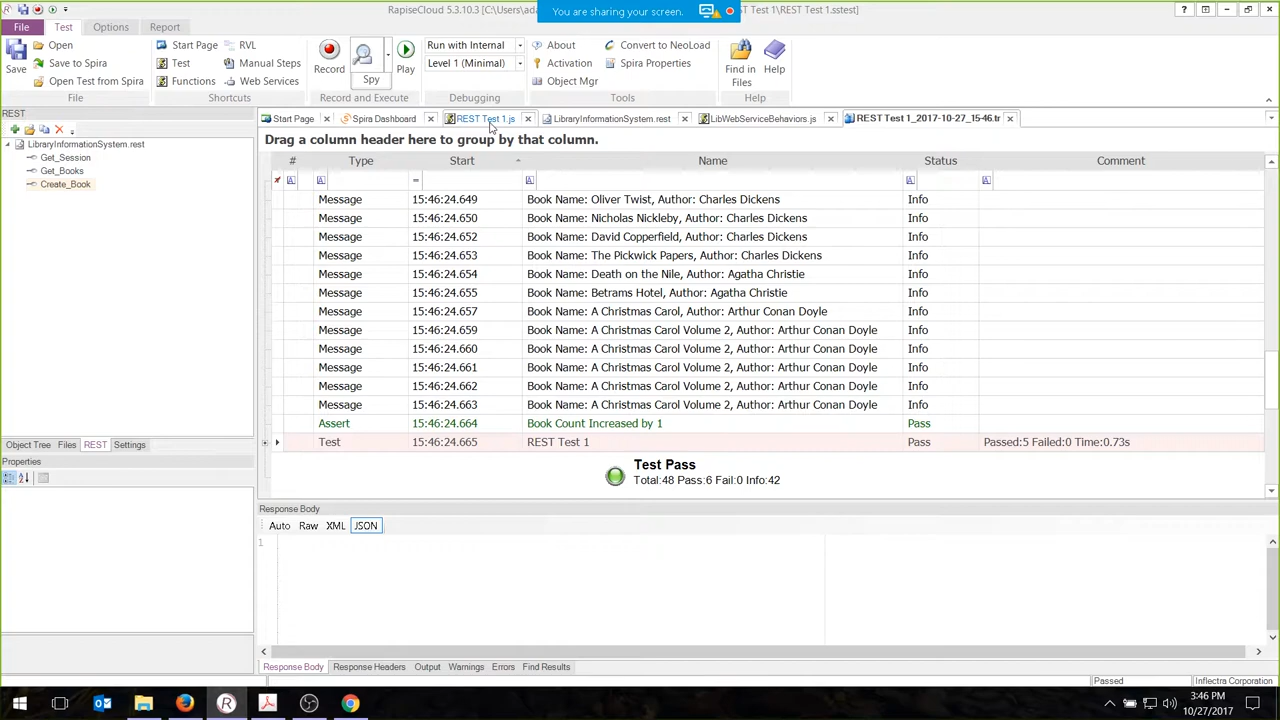 RapiseCloud 5.3.10.3 [C:\Users\ada
You are sharing your screen.
ST Test 1\REST Test 1.sstest]
File Test Options Report
Save
Open
Save to Spira
Open Test from Spira
File
Start Page RVL
Test Manual Steps
Functions Web Services
Shortcuts
Record Spy Play
Record and Execute
Run with Internal
Level 1 (Minimal)
Debugging
About Convert to NeoLoad
Activation Spira Properties
Object Mgr
Tools
Find in
Files
Help
Help
REST
LibraryInformationSystem.rest
Get_Session
Get_Books
Create_Book
Object Tree Files REST Settings
Properties
Start Page Spira Dashboard REST Test 1.js LibraryInformationSystem.rest LibWebServiceBehaviors.js REST Test 1_2017-10-27_15-46.tr
Drag a column header here to group by that column.
# Type Start Name Status Comment
=
Message 15:46:24.649 Book Name: Oliver Twist, Author: Charles Dickens Info
Message 15:46:24.650 Book Name: Nicholas Nickleby, Author: Charles Dickens Info
Message 15:46:24.652 Book Name: David Copperfield, Author: Charles Dickens Info
Message 15:46:24.653 Book Name: The Pickwick Papers, Author: Charles Dickens Info
Message 15:46:24.654 Book Name: Death on the Nile, Author: Agatha Christie Info
Message 15:46:24.655 Book Name: Betrams Hotel, Author: Agatha Christie Info
Message 15:46:24.657 Book Name: A Christmas Carol, Author: Arthur Conan Doyle Info
Message 15:46:24.659 Book Name: A Christmas Carol Volume 2, Author: Arthur Conan Doyle Info
Message 15:46:24.660 Book Name: A Christmas Carol Volume 2, Author: Arthur Conan Doyle Info
Message 15:46:24.661 Book Name: A Christmas Carol Volume 2, Author: Arthur Conan Doyle Info
Message 15:46:24.662 Book Name: A Christmas Carol Volume 2, Author: Arthur Conan Doyle Info
Message 15:46:24.663 Book Name: A Christmas Carol Volume 2, Author: Arthur Conan Doyle Info
Assert 15:46:24.664 Book Count Increased by 1 Pass
Test 15:46:24.665 REST Test 1 Pass Passed:5 Failed:0 Time:0.73s
Test Pass
Total:48 Pass:6 Fail:0 Info:42
Response Body
Auto Raw XML JSON
1
Response Body Response Headers Output Warnings Errors Find Results
Passed Inflectra Corporation
3:46 PM
10/27/2017